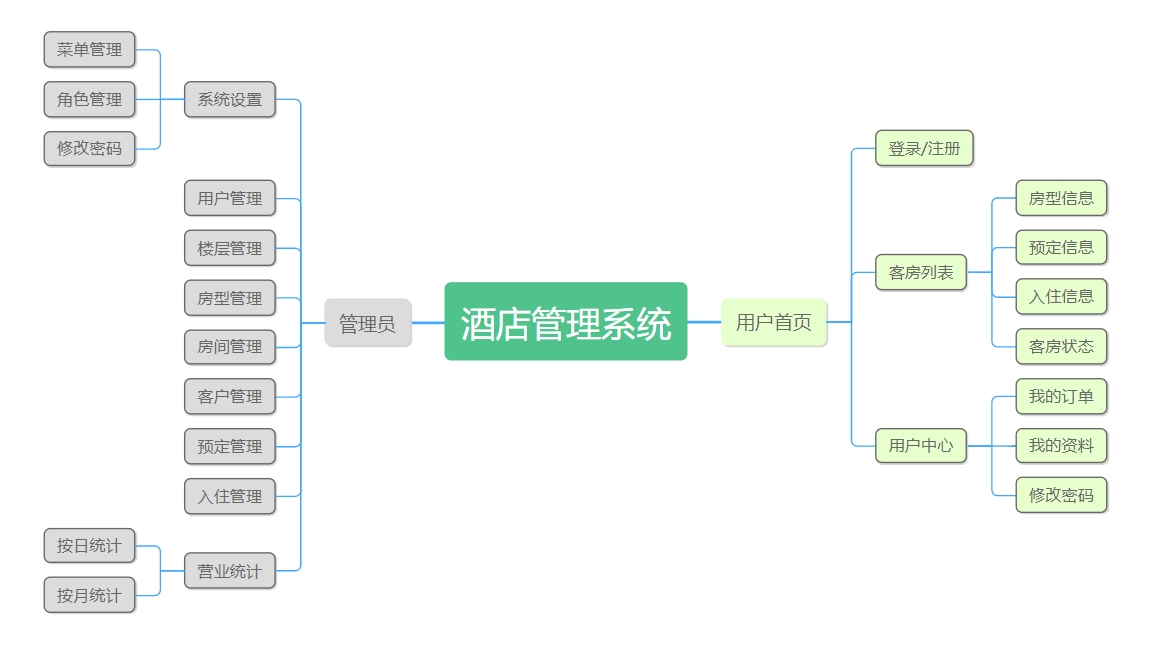 酒店管理系统
管理员
系统设置
菜单管理
角色管理
修改密码
用户管理
楼层管理
房型管理
房间管理
客户管理
预定管理
入住管理
营业统计
按日统计
按月统计
用户首页
登录/注册
客房列表
房型信息
预定信息
入住信息
客房状态
用户中心
我的订单
我的资料
修改密码